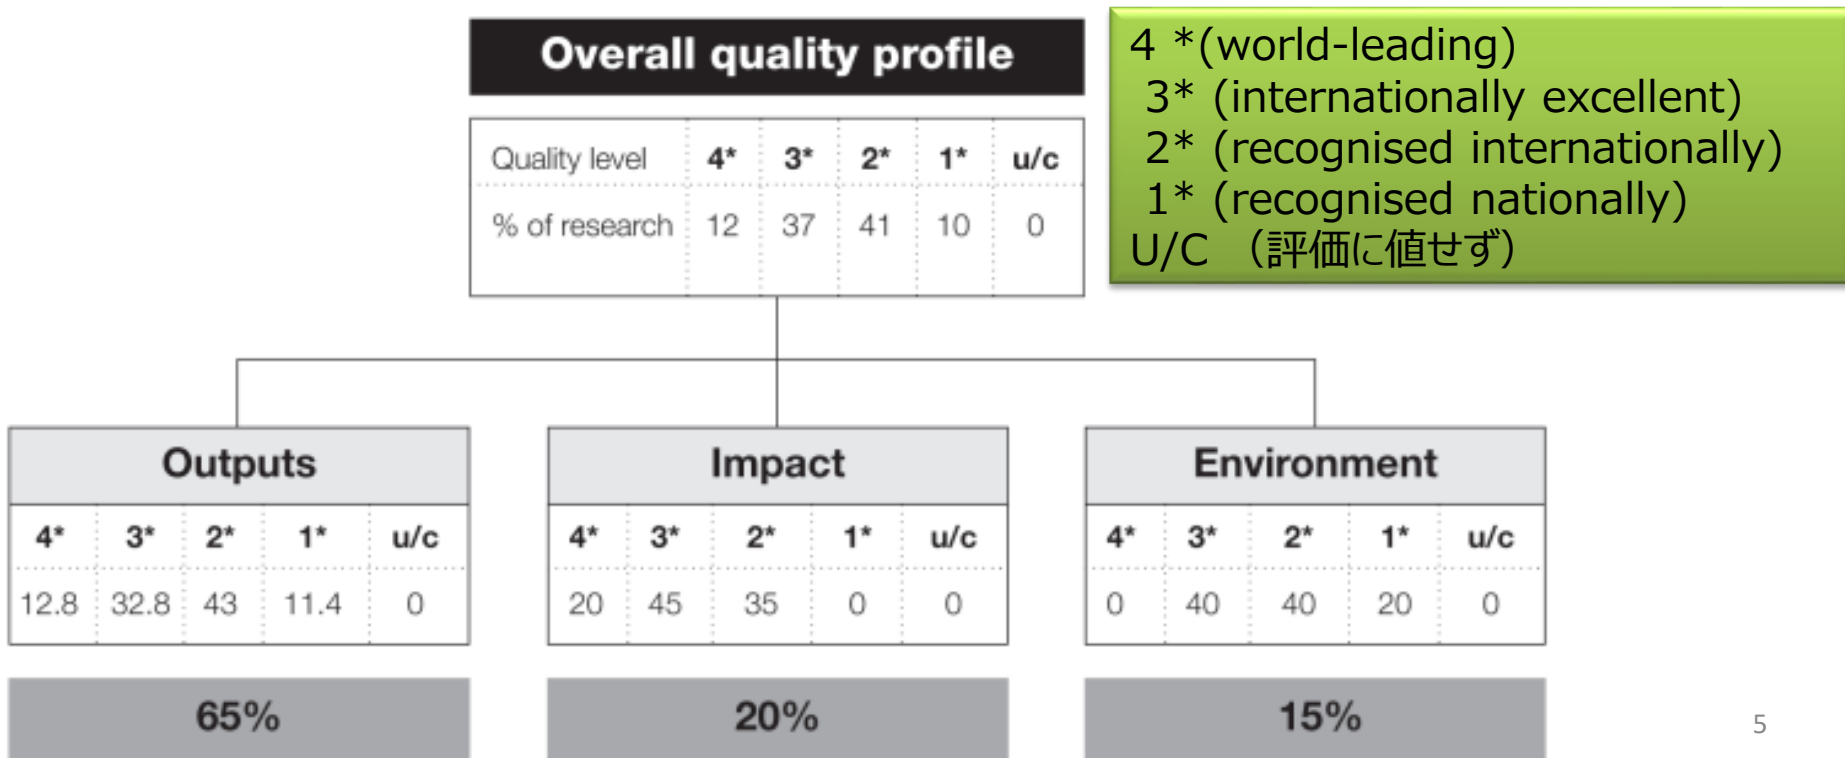 Overall quality profile
Quality level 4* 3* 2* 1* u/c
% of research 12 37 41 10 0
4 *(world-leading)
3* (internationally excellent)
2* (recognised internationally)
1* (recognised nationally)
U/C （評価に値せず）
Outputs
4* 3* 2* 1* u/c
12.8 32.8 43 11.4 0
65%
Impact
4* 3* 2* 1* u/c
20 45 35 0 0
20%
Environment
4* 3* 2* 1* u/c
0 40 40 20 0
15%
5